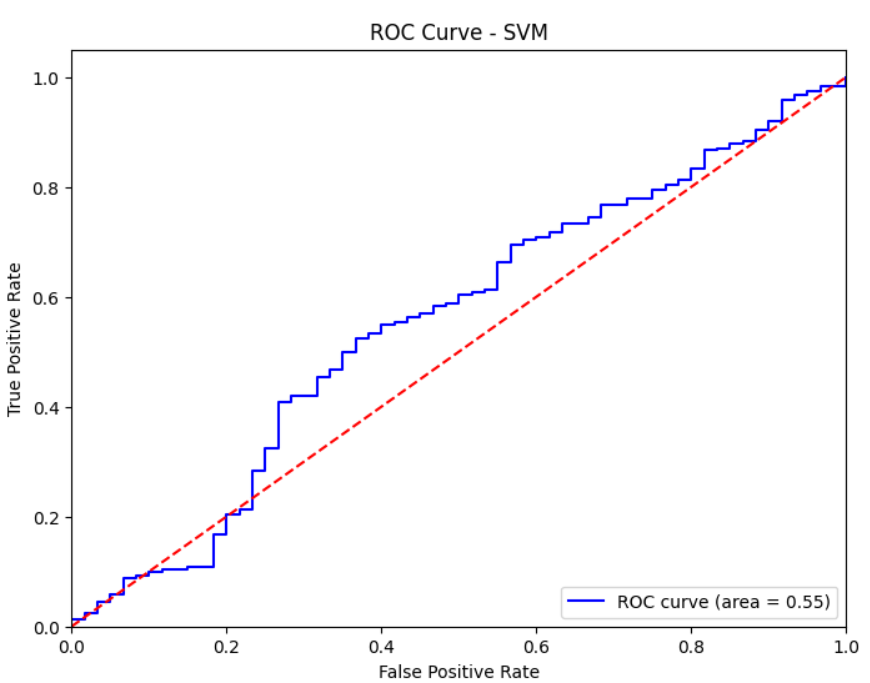 ROC Curve - SVM
True Positive Rate
1.0
0.8
0.6
0.4
0.2
0.0
ROC curve (area = 0.55)
0.0 0.2 0.4 0.6 0.8 1.0
False Positive Rate